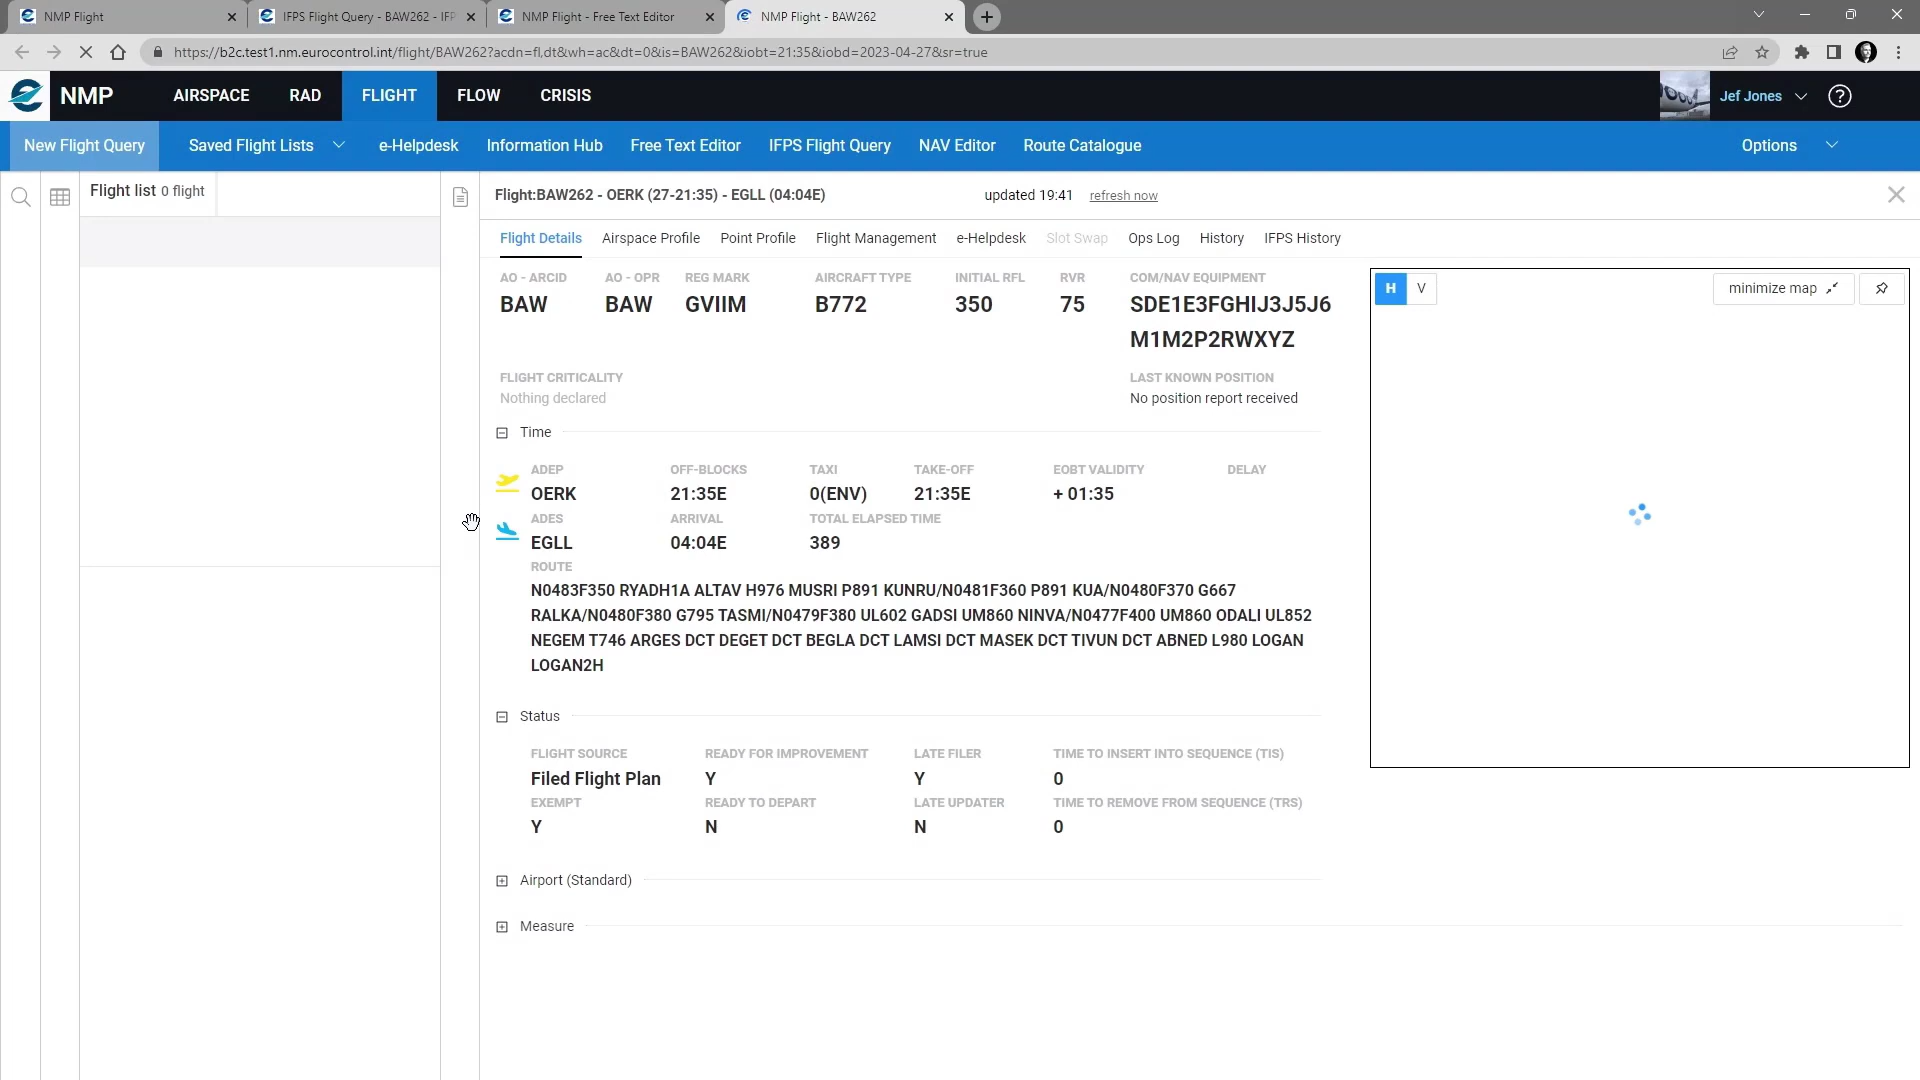 NMP Flight
IFPS Flight Query - BAW262 - IFP
NMP Flight - Free Text Editor
NMP Flight - BAW262
https://b2c.test1.nm.eurocontrol.int/flight/BAW262?acdn=fl,dt&wh=ac&dt=0&is=BAW262&iobt=21:35&iobd=2023-04-27&sr=true
NMP AIRSPACE RAD FLIGHT FLOW CRISIS Jef Jones ?
New Flight Query Saved Flight Lists e-Helpdesk Information Hub Free Text Editor IFPS Flight Query NAV Editor Route Catalogue Options
Flight list 0 flight
Flight:BAW262 - OERK (27-21:35) - EGLL (04:04E) updated 19:41 refresh now
Flight Details Airspace Profile Point Profile Flight Management e-Helpdesk Slot Swap Ops Log History IFPS History
AO - ARCID AO - OPR REG MARK AIRCRAFT TYPE INITIAL RFL RVR COM/NAV EQUIPMENT
BAW BAW GVIIM B772 350 75 SDE1E3FGHIJ3J5J6
M1M2P2RWXYZ
H V minimize map
FLIGHT CRITICALITY LAST KNOWN POSITION
Nothing declared No position report received
Time
ADEP OFF-BLOCKS TAXI TAKE-OFF EOBT VALIDITY DELAY
OERK 21:35E 0(ENV) 21:35E + 01:35
ADES ARRIVAL TOTAL ELAPSED TIME
EGLL 04:04E 389
ROUTE
N0483F350 RYADH1A ALTAV H976 MUSRI P891 KUNRU/N0481F360 P891 KUA/N0480F370 G667
RALKA/N0480F380 G795 TASMI/N0479F380 UL602 GADSI UM860 NINVA/N0477F400 UM860 ODALI UL852
NEGEM T746 ARGES DCT DEGET DCT BEGLA DCT LAMSI DCT MASEK DCT TIVUN DCT ABNED L980 LOGAN
LOGAN2H
Status
FLIGHT SOURCE READY FOR IMPROVEMENT LATE FILER TIME TO INSERT INTO SEQUENCE (TIS)
Filed Flight Plan Y Y 0
EXEMPT READY TO DEPART LATE UPDATER TIME TO REMOVE FROM SEQUENCE (TRS)
Y N N 0
Airport (Standard)
Measure